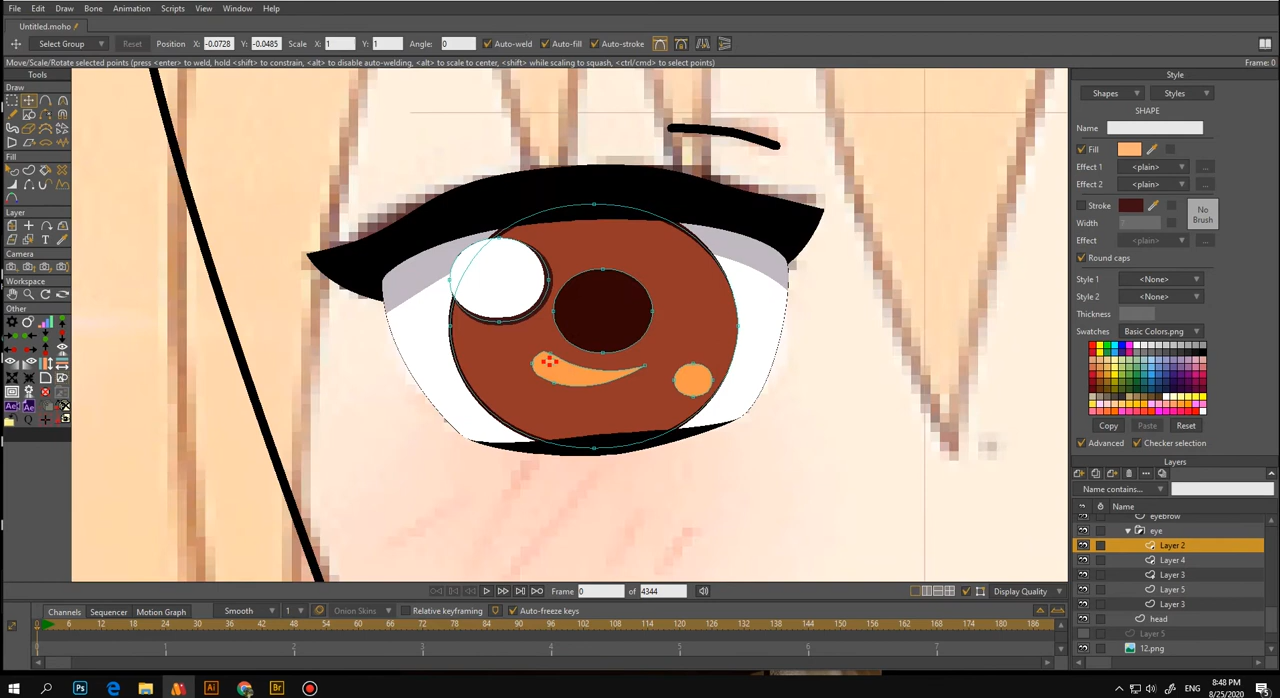 File Edit Draw Bone Animation Scripts View Window Help
Untitled.moho
Select Group Reset Position X: -0.0728 Y: -0.0485 Scale X: 1 Y: 1 Angle: 0 Auto-weld Auto-fill Auto-stroke
Move/Scale/Rotate selected points (press <enter> to weld, hold <shift> to constrain, <alt> to disable auto-welding, <alt> to scale to center, <shift> while scaling to squash, <ctrl/cmd> to select points) Frame: 0
Tools
Draw
Fill
Layer
Camera
Workspace
Other
Style
Shapes Styles
SHAPE
Name
Fill
Effect 1 <plain> ...
Effect 2 <plain> ...
Stroke
No Brush
Width
Effect <plain> ...
Round caps
Style 1 <None>
Style 2 <None>
Thickness
Swatches Basic Colors.png
Copy Paste Reset
Advanced Checker selection
Layers
Name contains...
Name
eyebrow
eye
Layer 2
Layer 4
Layer 3
Layer 5
Layer 3
head
Layer 5
12.png
Frame 0 of 4344 Display Quality
Channels Sequencer Motion Graph Smooth 1 Onion Skins Relative keyframing Auto-freeze keys
0 6 12 18 24 30 36 42 48 54 60 66 72 78 84 90 96 102 108 114 120 126 132 138 144 150 156 162 168 174 180 186
0 1 2 3 4 5 6 7
ENG 8:48 PM
8/25/2020